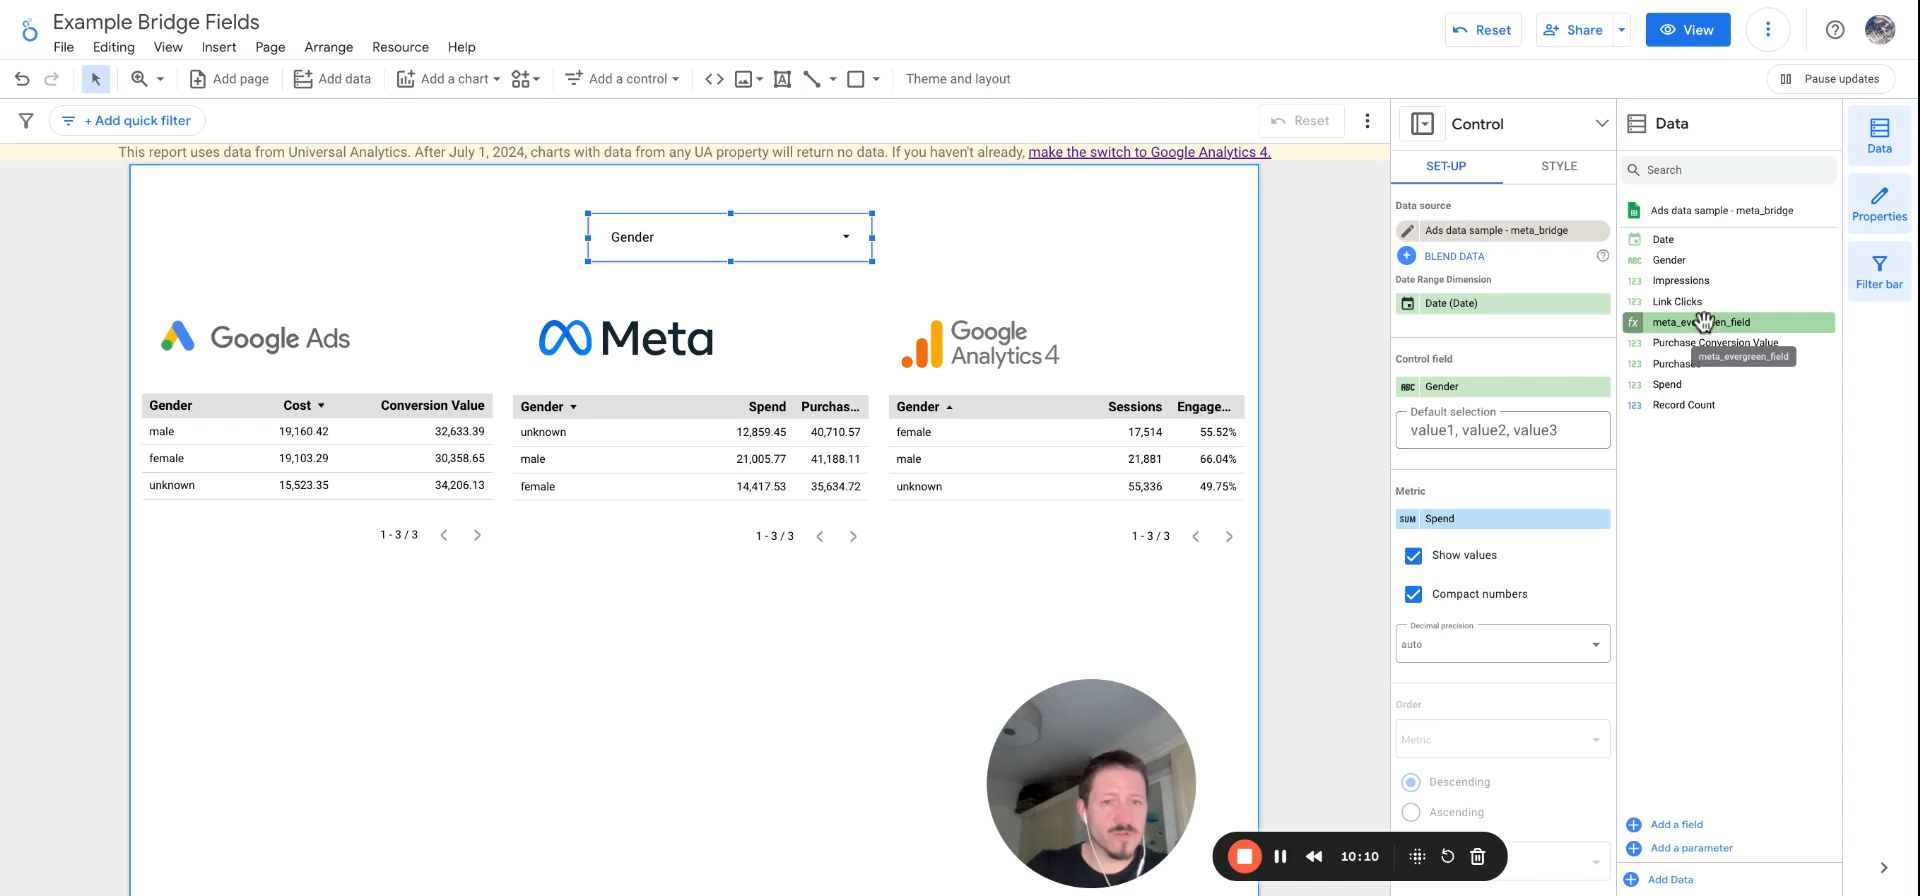 Example Bridge Fields
File Editing View Insert Page Arrange Resource Help
Reset
Share
View
Add page
Add data
Add a chart
Add a control
Theme and layout
Pause updates
+ Add quick filter
Reset
This report uses data from Universal Analytics. After July 1, 2024, charts with data from any UA property will return no data. If you haven't already, make the switch to Google Analytics 4.
Gender
Google Ads
Gender Cost Conversion Value
male 19,160.42 32,633.39
female 19,103.29 30,358.65
unknown 15,523.35 34,206.13
1 - 3 / 3
Meta
Gender Spend Purchas...
unknown 12,859.45 40,710.57
male 21,005.77 41,188.11
female 14,417.53 35,634.72
1 - 3 / 3
Google
Analytics 4
Gender Sessions Engage...
female 17,514 55.52%
male 21,881 66.04%
unknown 55,336 49.75%
1 - 3 / 3
10:10
Control
SET-UP STYLE
Data source
Ads data sample - meta_bridge
BLEND DATA
Date Range Dimension
Date (Date)
Control field
ABC Gender
Default selection
value1, value2, value3
Metric
SUM Spend
Show values
Compact numbers
Decimal precision
auto
Order
Metric
Descending
Ascending
Data
Search
Ads data sample - meta_bridge
Date
ABC Gender
123 Impressions
123 Link Clicks
fx meta_evergreen_field
123 Purchase Conversion Value
meta_evergreen_field
123 Purchases
123 Spend
123 Record Count
Add a field
Add a parameter
Add Data
Data
Properties
Filter bar